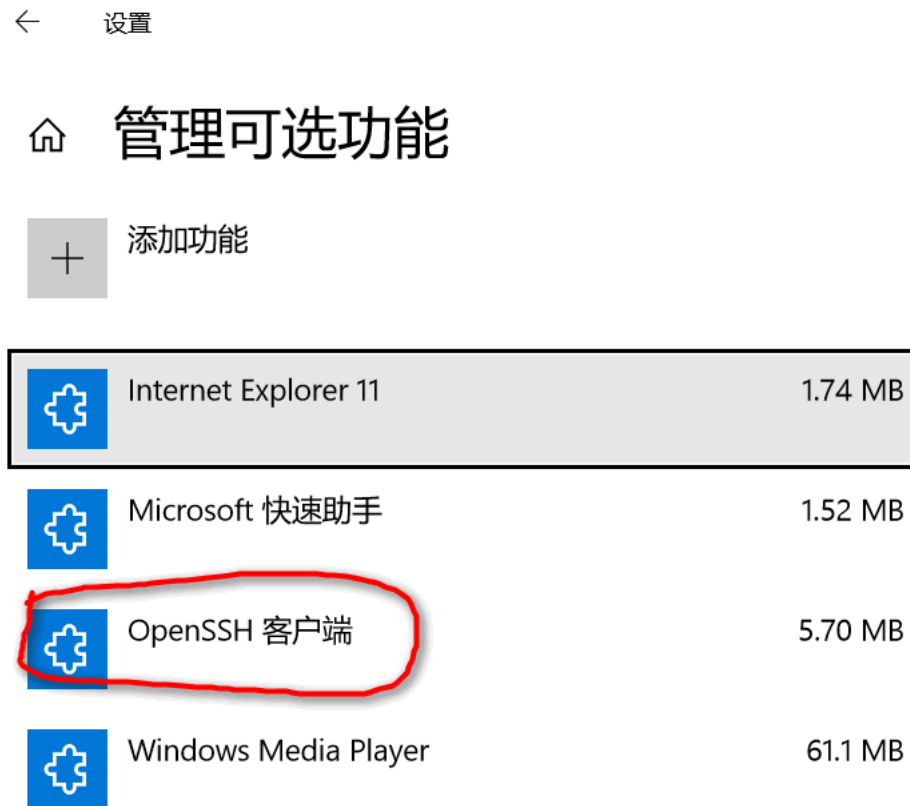 设置
管理可选功能
添加功能
Internet Explorer 11 1.74 MB
Microsoft 快速助手 1.52 MB
OpenSSH 客户端 5.70 MB
Windows Media Player 61.1 MB